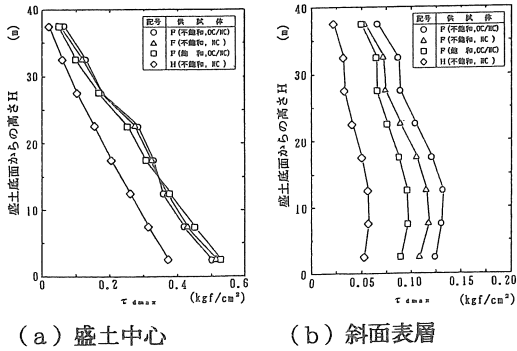 記号 供試体
F(不飽和,OC/NC)
F(不飽和, NC)
F(飽 和,OC/NC)
H(不飽和, NC)
盛土底面からの高さH (m)
40
30
20
10
0
0 0.2 0.4 0.6
τ dmax (kgf/cm²)
(a) 盛土中心
記号 供試体
F(不飽和,OC/NC)
F(不飽和, NC)
F(飽 和,OC/NC)
H(不飽和, NC)
盛土底面からの高さH (m)
40
30
20
10
0
0 0.05 0.10 0.15 0.20
τ dmax (kgf/cm²)
(b) 斜面表層